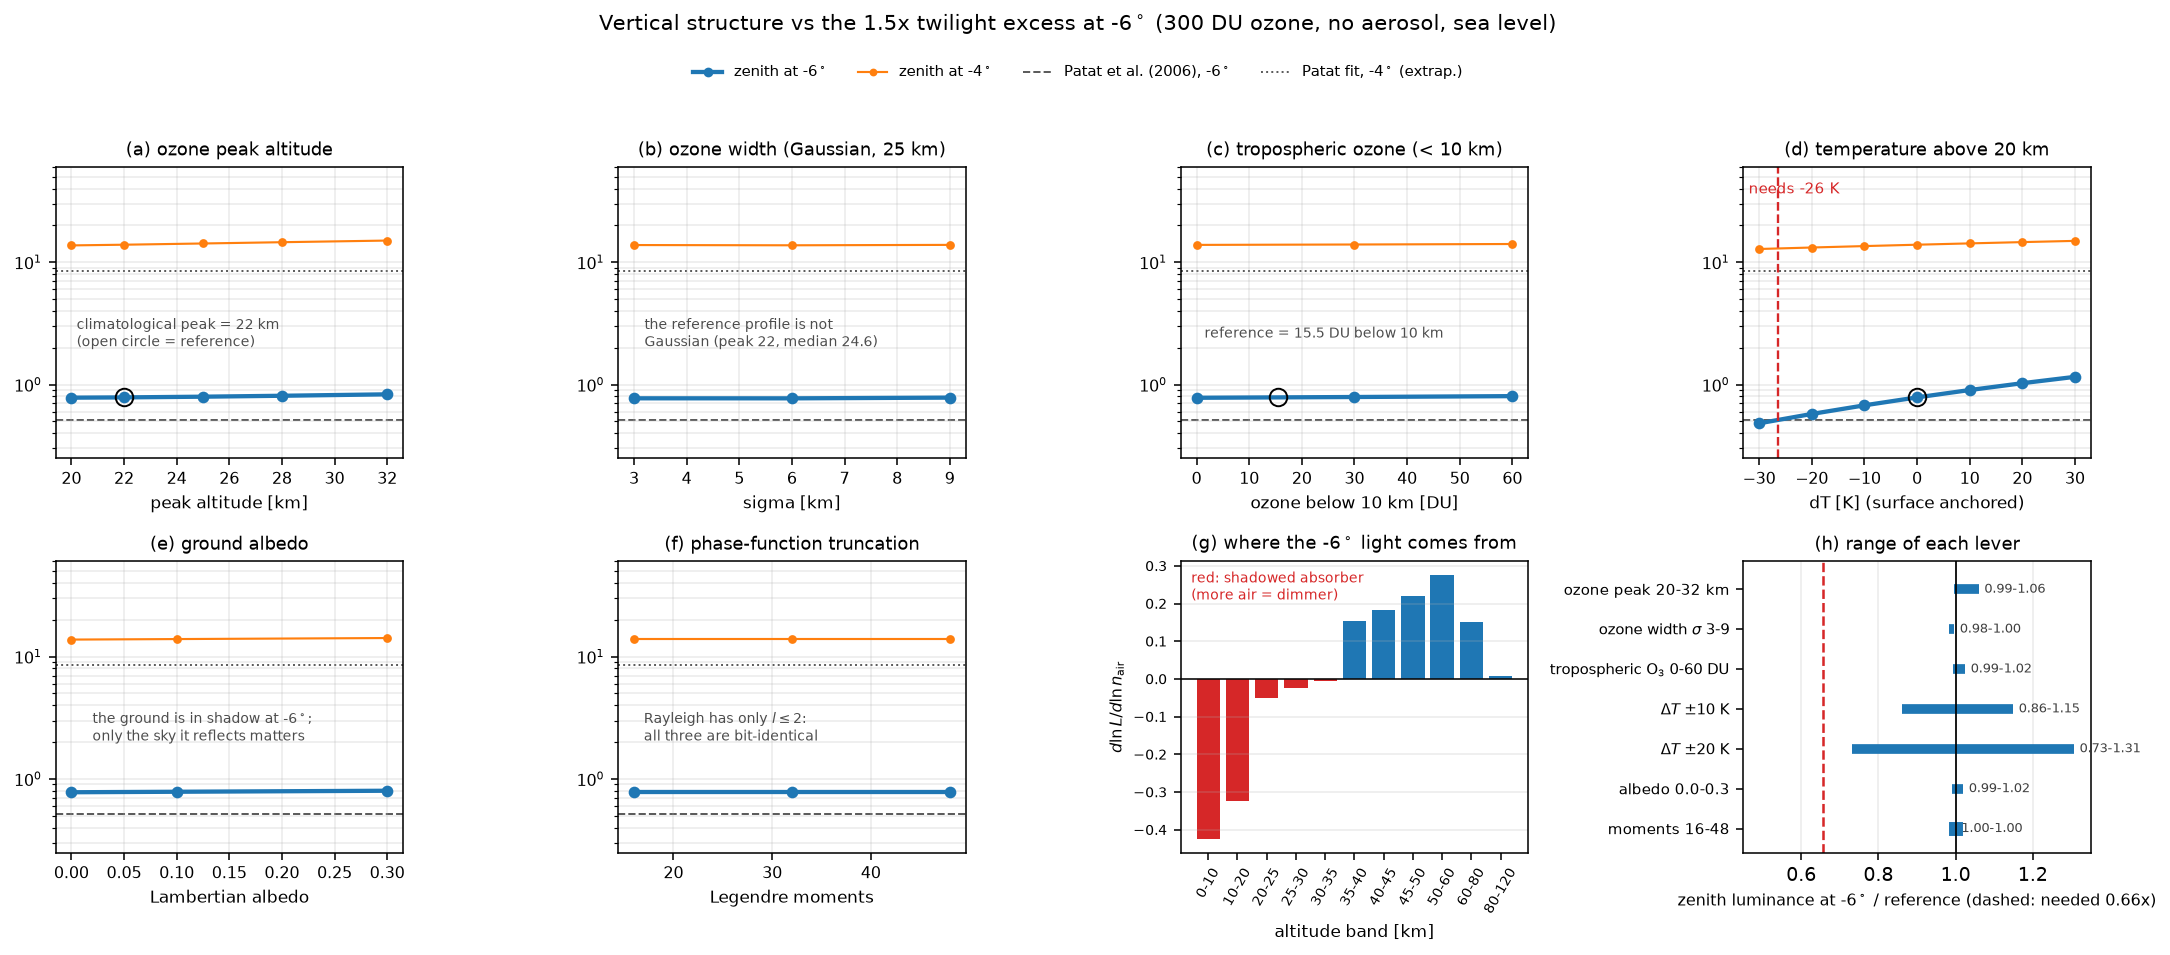 Vertical structure vs the 1.5x twilight excess at -6° (300 DU ozone, no aerosol, sea level)
zenith at -6°
zenith at -4°
Patat et al. (2006), -6°
Patat fit, -4° (extrap.)
(a) ozone peak altitude
10¹
10⁰
climatological peak = 22 km
(open circle = reference)
20 22 24 26 28 30 32
peak altitude [km]
(b) ozone width (Gaussian, 25 km)
10¹
10⁰
the reference profile is not
Gaussian (peak 22, median 24.6)
3 4 5 6 7 8 9
sigma [km]
(c) tropospheric ozone (< 10 km)
10¹
10⁰
reference = 15.5 DU below 10 km
0 10 20 30 40 50 60
ozone below 10 km [DU]
(d) temperature above 20 km
needs -26 K
10¹
10⁰
−30 −20 −10 0 10 20 30
dT [K] (surface anchored)
(e) ground albedo
10¹
10⁰
the ground is in shadow at -6°;
only the sky it reflects matters
0.00 0.05 0.10 0.15 0.20 0.25 0.30
Lambertian albedo
(f) phase-function truncation
10¹
10⁰
Rayleigh has only l ≤ 2:
all three are bit-identical
20 30 40
Legendre moments
(g) where the -6° light comes from
red: shadowed absorber
(more air = dimmer)
0.3
0.2
0.1
0.0
−0.1
−0.2
−0.3
−0.4
d ln L/d ln n_air
0-10 10-20 20-25 25-30 30-35 35-40 40-45 45-50 50-60 60-80 80-120
altitude band [km]
(h) range of each lever
ozone peak 20-32 km 0.99-1.06
ozone width σ 3-9 0.98-1.00
tropospheric O₃ 0-60 DU 0.99-1.02
ΔT ±10 K 0.86-1.15
ΔT ±20 K 0.73-1.31
albedo 0.0-0.3 0.99-1.02
moments 16-48 1.00-1.00
0.6 0.8 1.0 1.2
zenith luminance at -6° / reference (dashed: needed 0.66x)